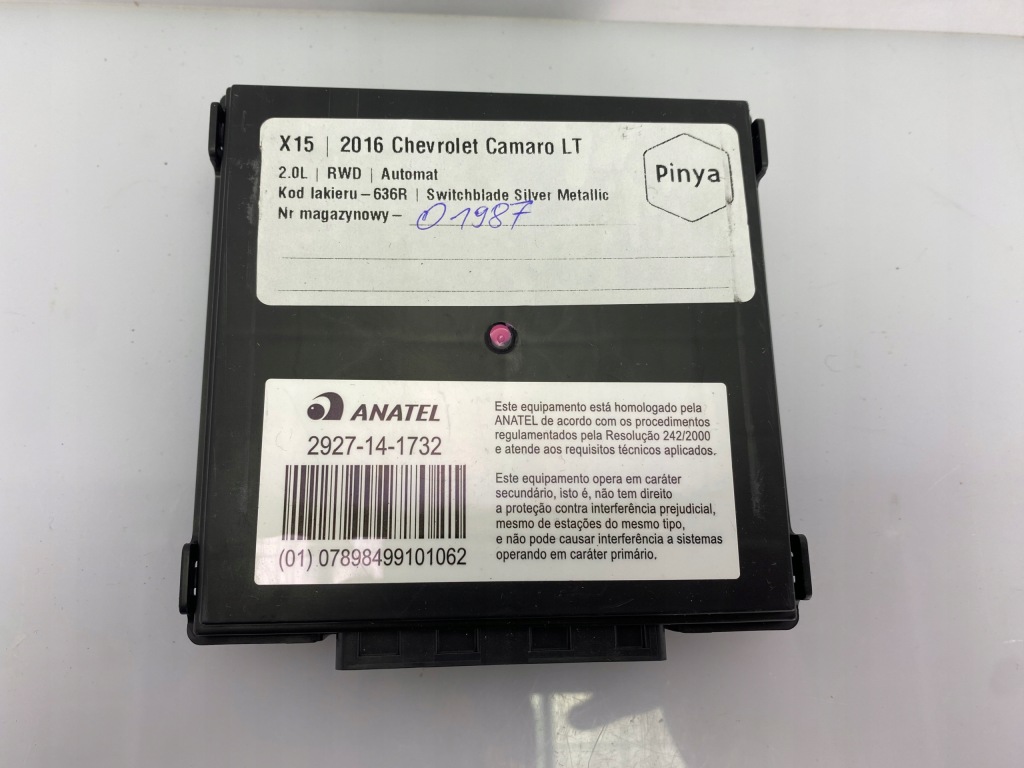 X15 | 2016 Chevrolet Camaro LT
Pinya
2.0L | RWD | Automat
Kod lakieru – 636R | Switchblade Silver Metallic
Nr magazynowy – 01987
ANATEL
2927-14-1732
(01) 07898499101062
Este equipamento está homologado pela
ANATEL de acordo com os procedimentos
regulamentados pela Resolução 242/2000
e atende aos requisitos técnicos aplicados.
Este equipamento opera em caráter
secundário, isto é, não tem direito
a proteção contra interferência prejudicial,
mesmo de estações do mesmo tipo,
e não pode causar interferência a sistemas
operando em caráter primário.